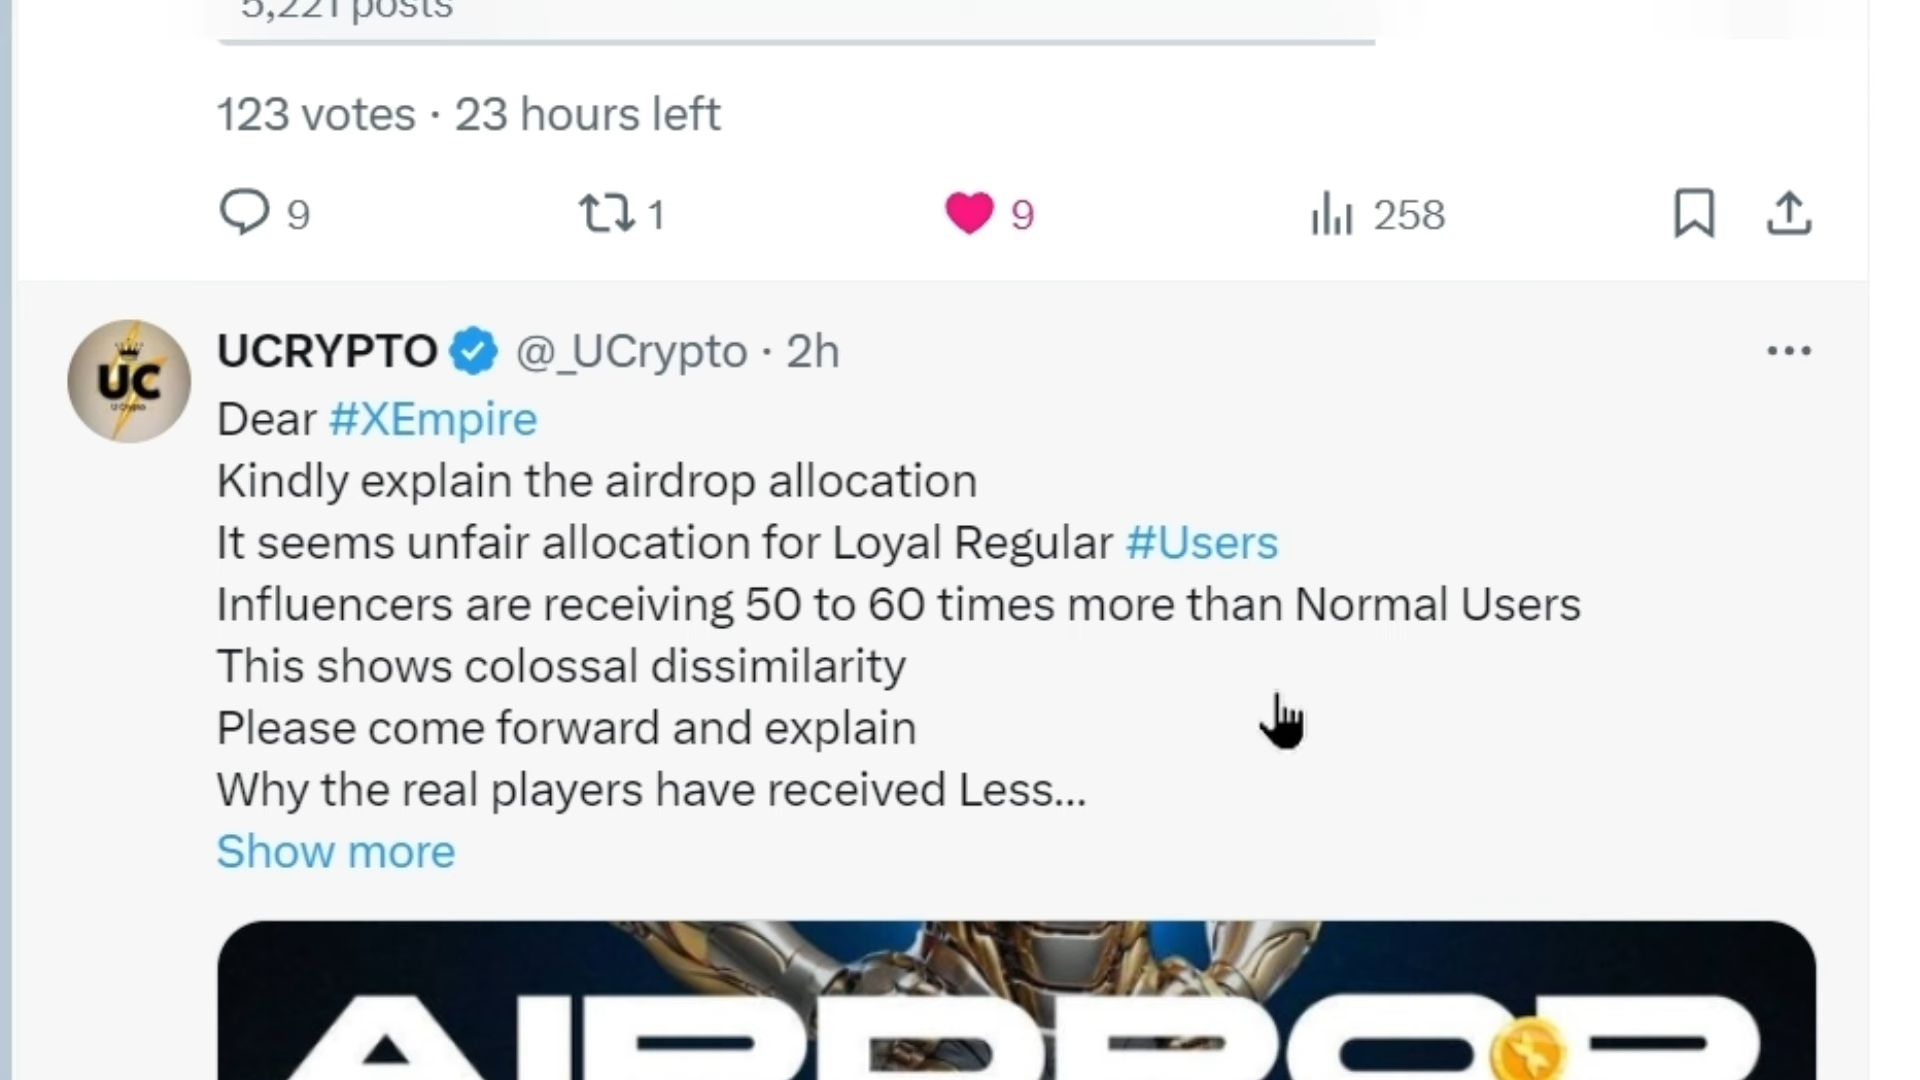 5,221 posts
123 votes · 23 hours left
9 1 9 258
UC
UCRYPTO @_UCrypto · 2h
Dear #XEmpire
Kindly explain the airdrop allocation
It seems unfair allocation for Loyal Regular #Users
Influencers are receiving 50 to 60 times more than Normal Users
This shows colossal dissimilarity
Please come forward and explain
Why the real players have received Less...
Show more
AIRDROP